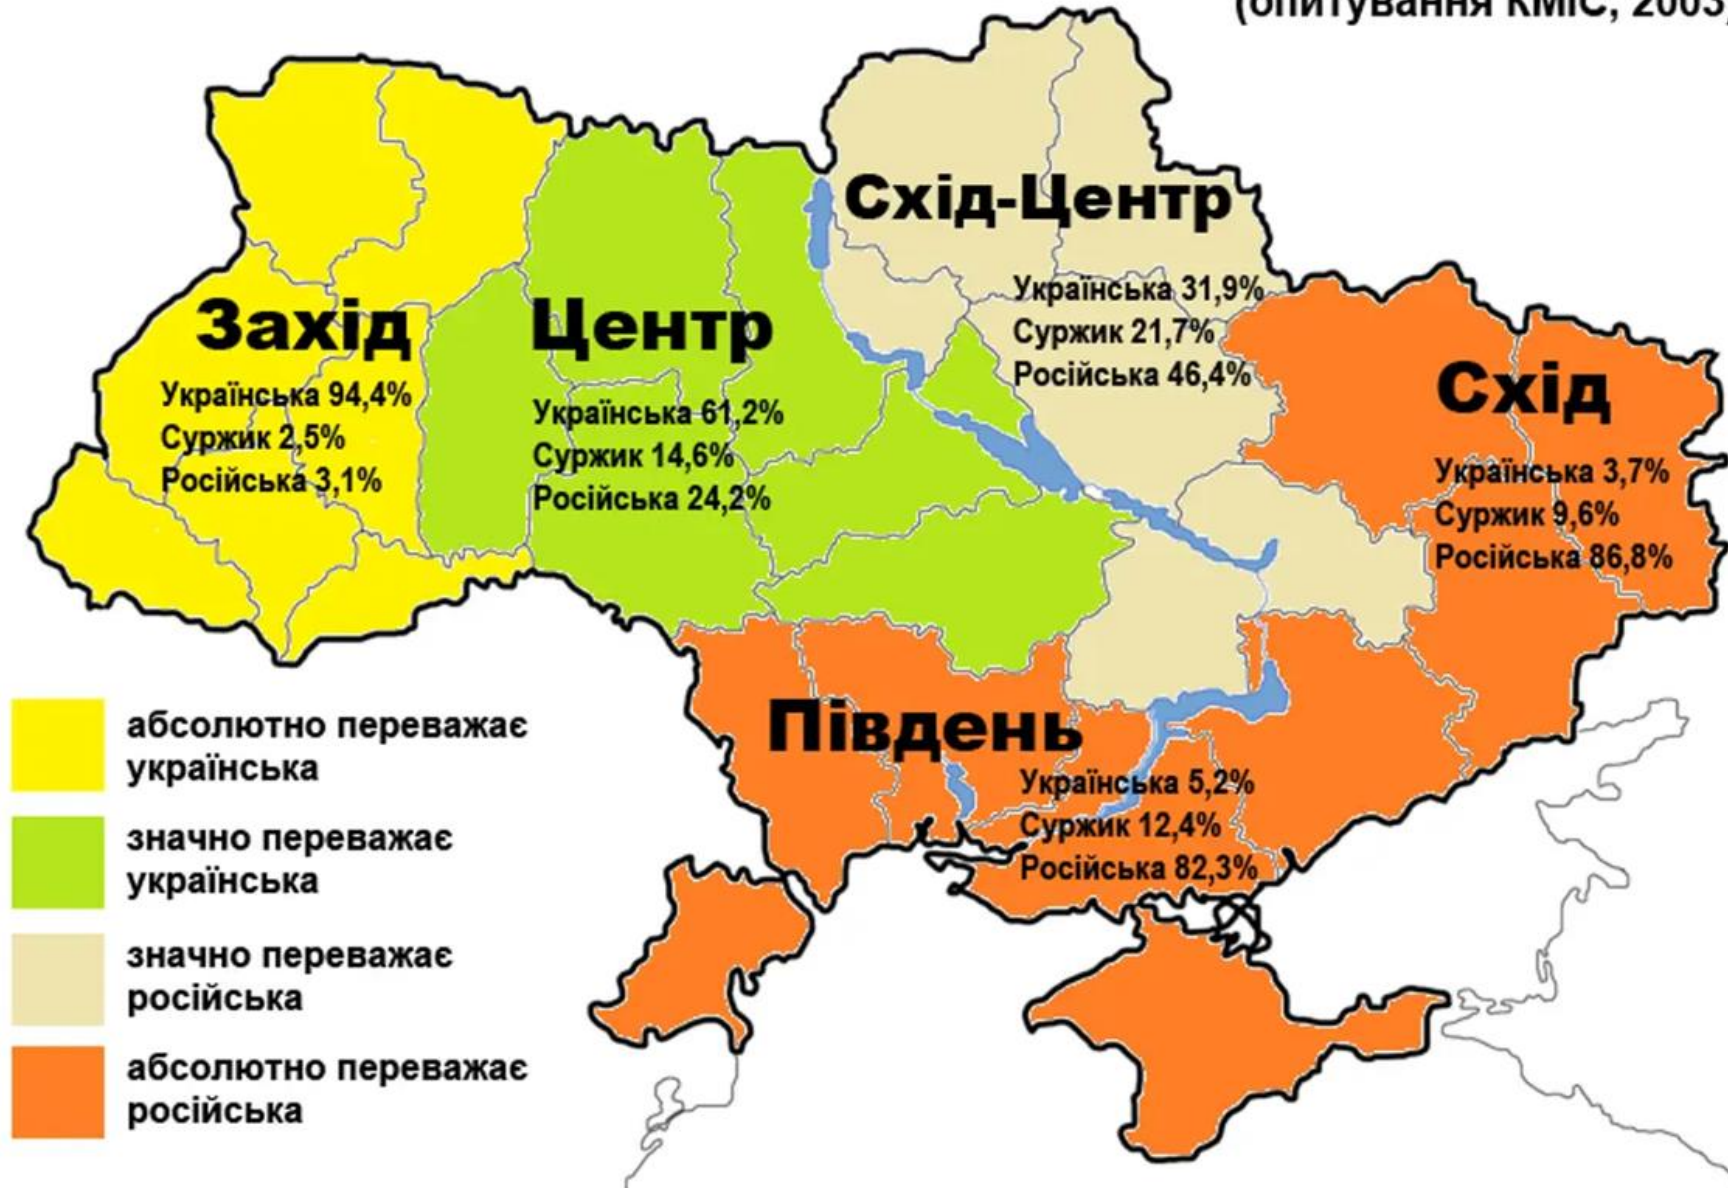 (опитування КМІС, 2003)
Схід-Центр
Українська 31,9%
Суржик 21,7%
Російська 46,4%
Захід
Українська 94,4%
Суржик 2,5%
Російська 3,1%
Центр
Українська 61,2%
Суржик 14,6%
Російська 24,2%
Схід
Українська 3,7%
Суржик 9,6%
Російська 86,8%
Південь
Українська 5,2%
Суржик 12,4%
Російська 82,3%
абсолютно переважає
українська
значно переважає
українська
значно переважає
російська
абсолютно переважає
російська